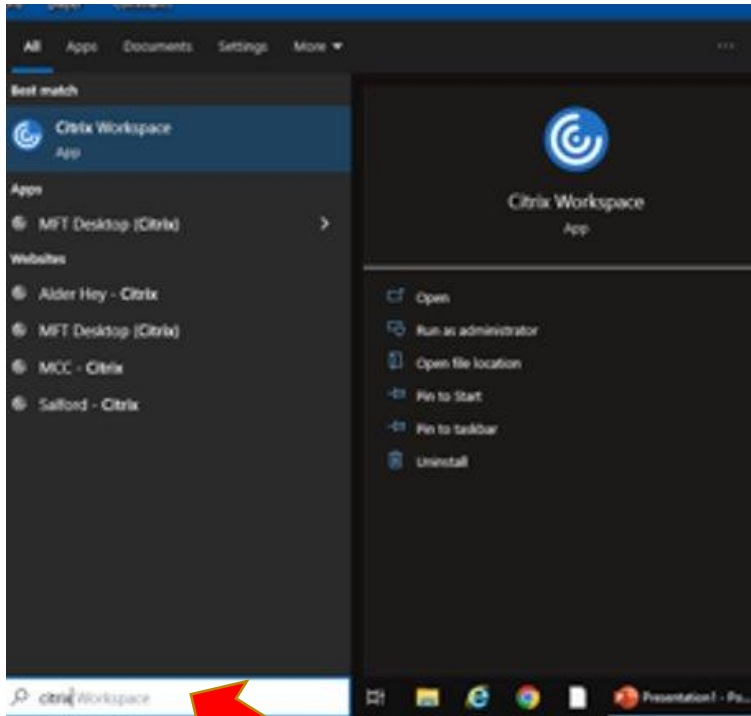 All Apps Documents Settings More
Best match
Citrix Workspace
App
Apps
MFT Desktop (Citrix)
Websites
Alder Hey - Citrix
MFT Desktop (Citrix)
MCC - Citrix
Salford - Citrix
Citrix Workspace
App
Open
Run as administrator
Open file location
Pin to Start
Pin to taskbar
Uninstall
citrix Workspace
Presentation1 - Po...